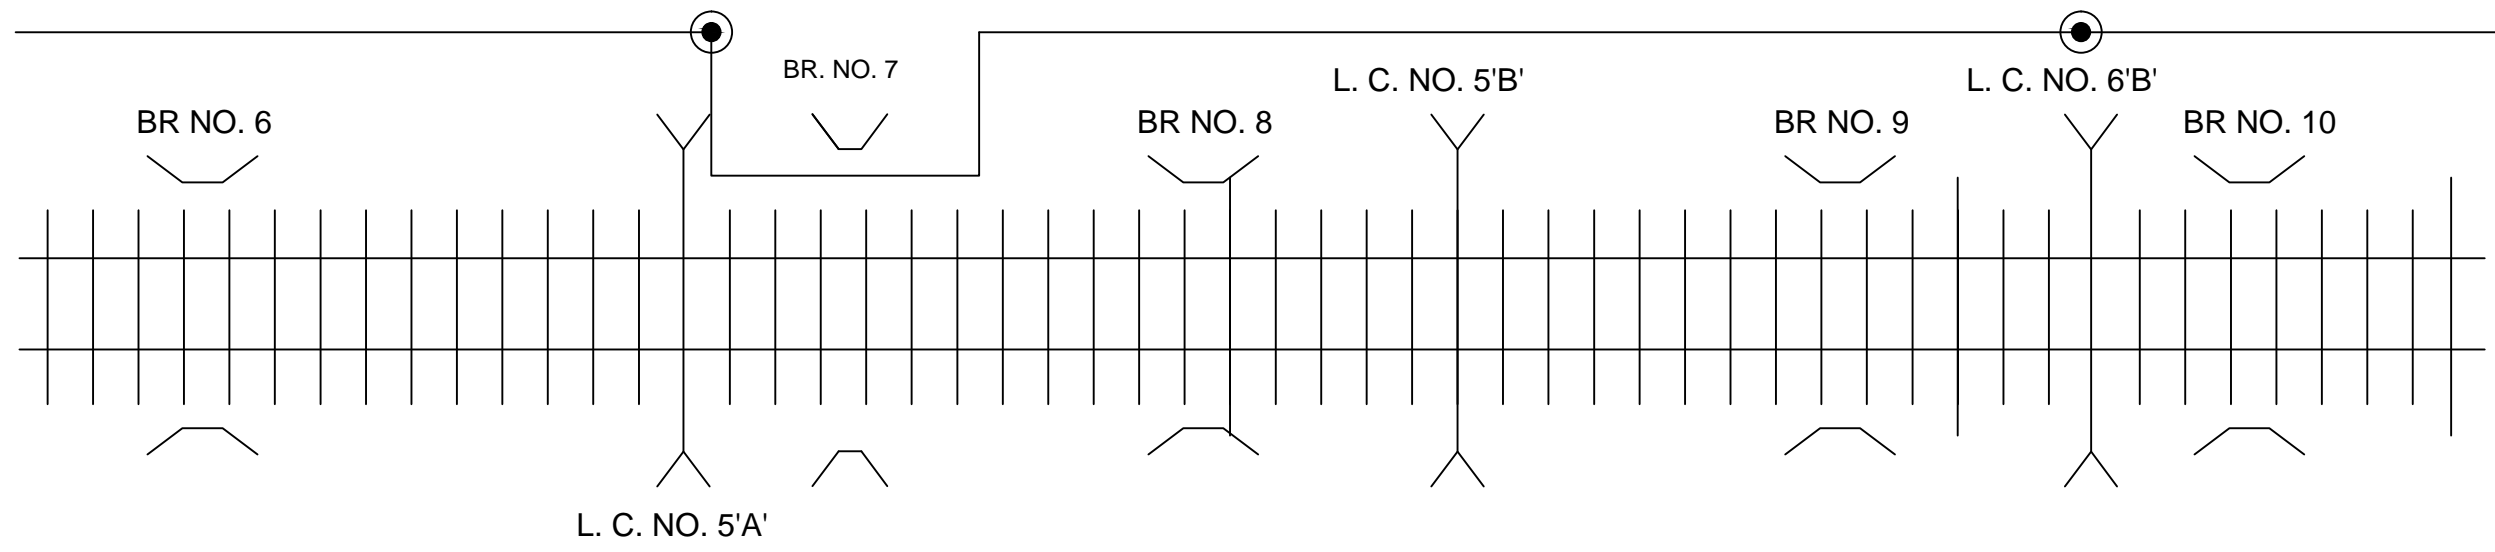 BR. NO. 7
L. C. NO. 5'B'
L. C. NO. 6'B'
BR NO. 6
BR NO. 8
BR NO. 9
BR NO. 10
L. C. NO. 5'A'